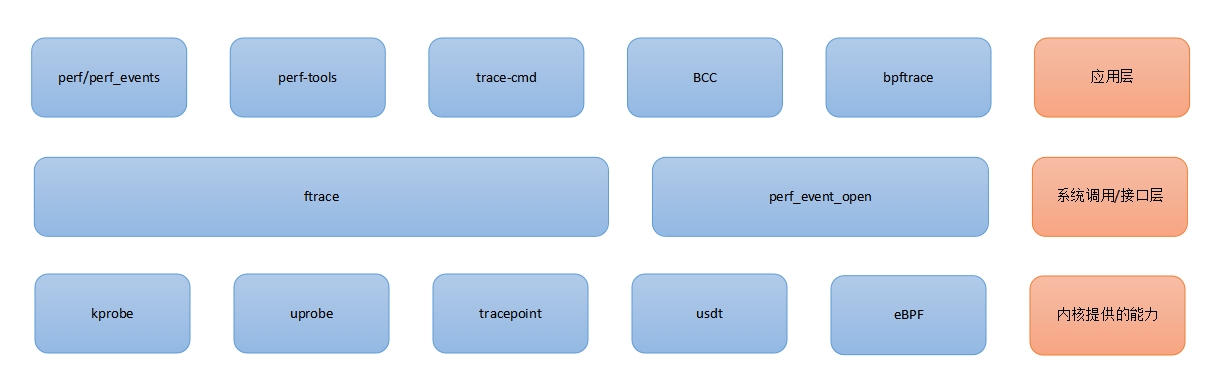 perf/perf_events
perf-tools
trace-cmd
BCC
bpftrace
应用层
ftrace
perf_event_open
系统调用/接口层
kprobe
uprobe
tracepoint
usdt
eBPF
内核提供的能力